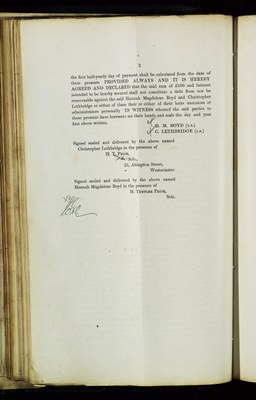 3
the first half-yearly day of payment shall be calculated from the date of
these presents PROVIDED ALWAYS AND IT IS HEREBY
AGREED AND DECLARED that the said sum of £500 and interest
intended to be hereby secured shall not constitute a debt from nor be
recoverable against the said Hannah Magdalene Boyd and Christopher
Lethbridge or either of them their or either of their heirs executors or
administrators personally IN WITNESS whereof the said parties to
these presents have hereunto set their hands and seals the day and year
first above written.
H. M. BOYD (L.S.)
C. LETHBRIDGE (L.S.)
Signed sealed and delivered by the above named
Christopher Lethbridge in the presence of
H. T. PRIOR,
Solr.,
Abingdon Street,
Westminster.
Signed sealed and delivered by the above named
Hannah Magdalene Boyd in the presence of
H. TEMPLER PRIOR,
Solr.